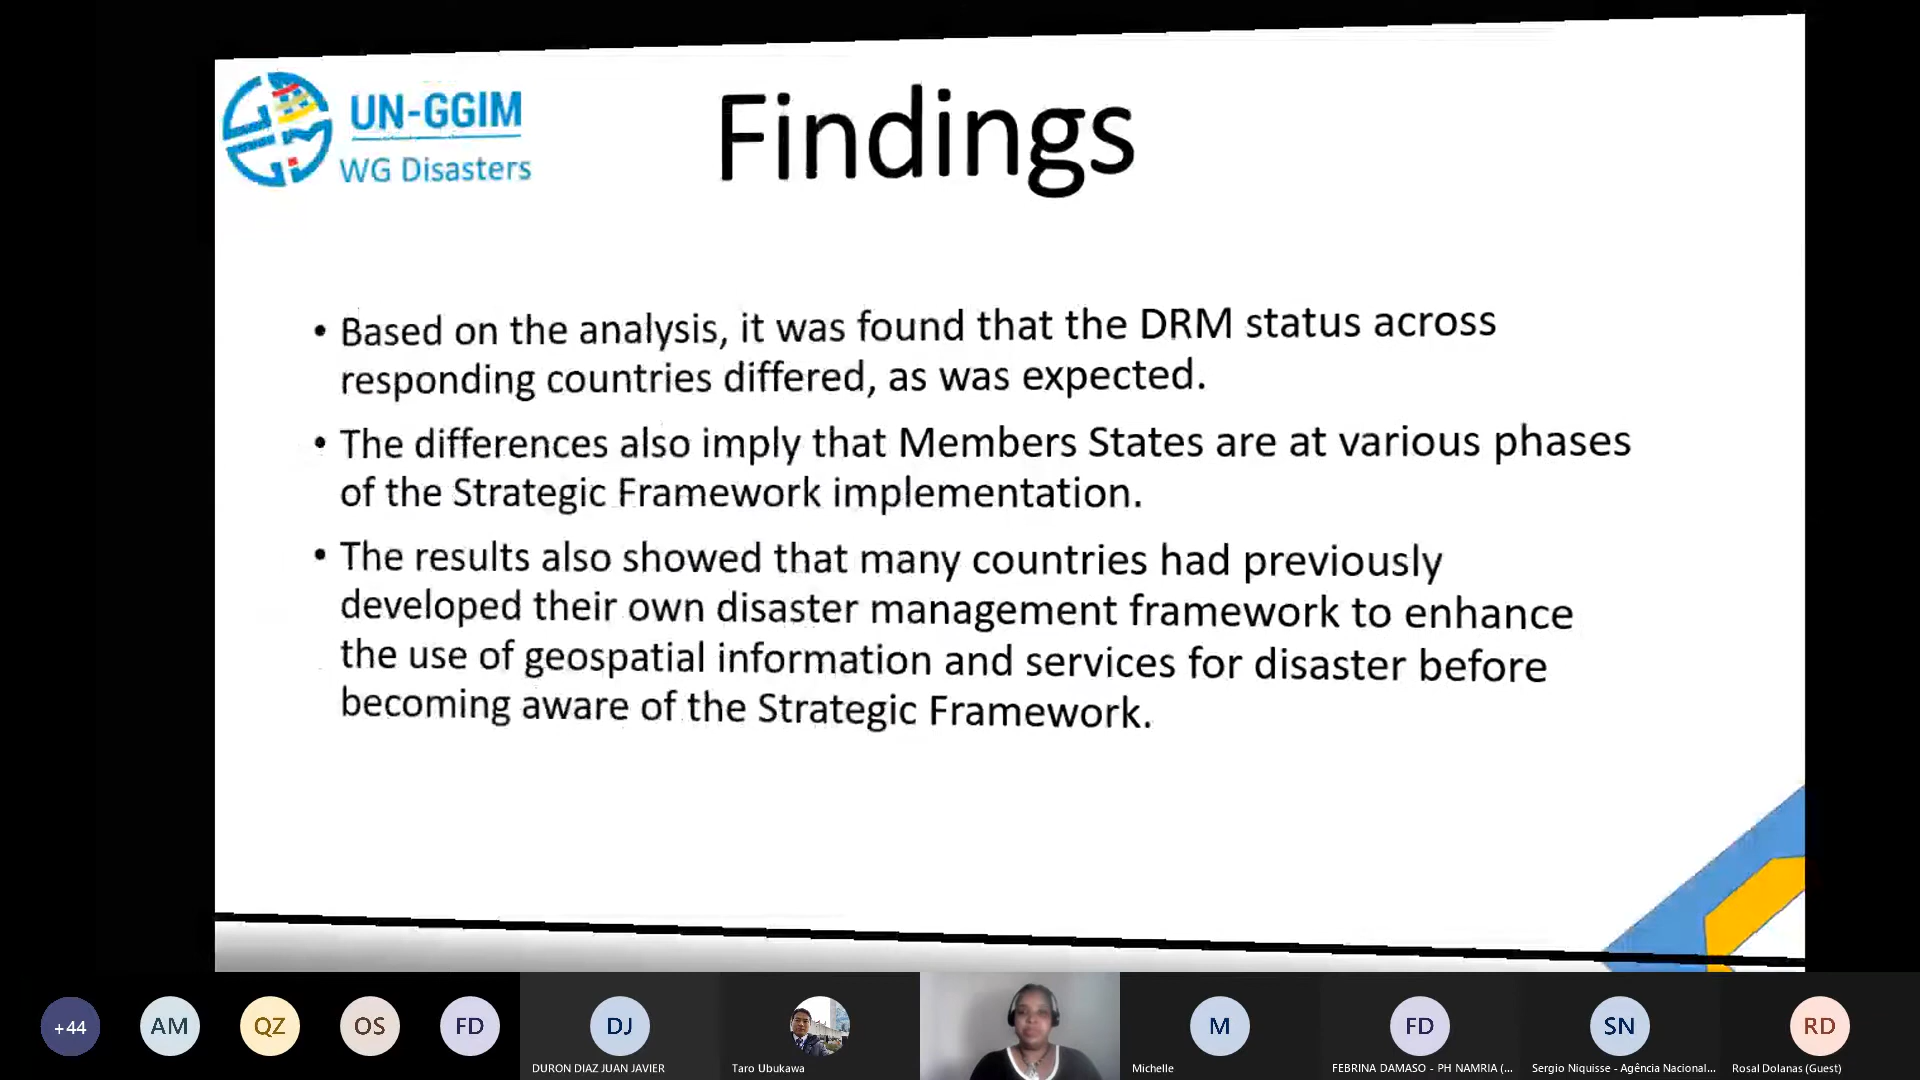 UN-GGIM
WG Disasters
Findings
• Based on the analysis, it was found that the DRM status across
responding countries differed, as was expected.
• The differences also imply that Members States are at various phases
of the Strategic Framework implementation.
• The results also showed that many countries had previously
developed their own disaster management framework to enhance
the use of geospatial information and services for disaster before
becoming aware of the Strategic Framework.
+44
AM
QZ
OS
FD
DJ
DURON DIAZ JUAN JAVIER
Taro Ubukawa
M
Michelle
FD
FEBRINA DAMASO - PH NAMRIA (...
SN
Sergio Niquisse - Agência Nacional...
RD
Rosal Dolanas (Guest)